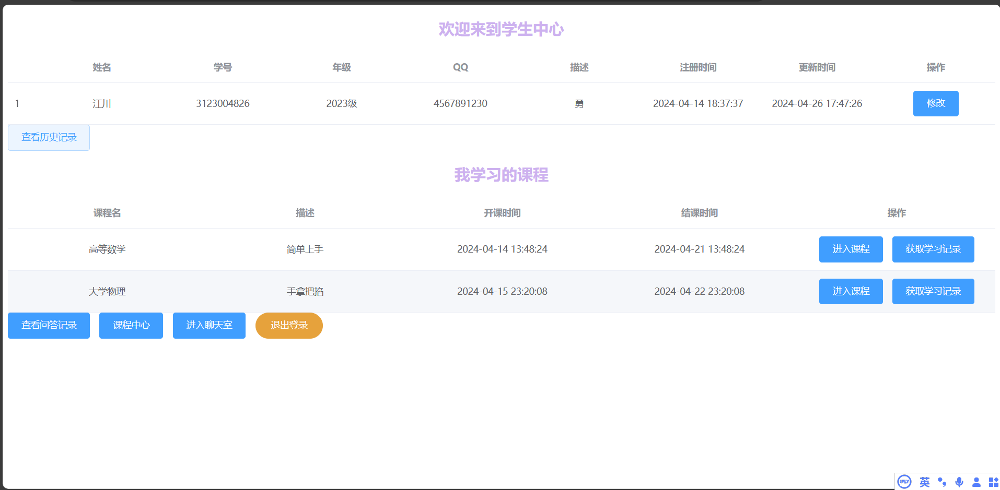 欢迎来到学生中心
姓名 学号 年级 QQ 描述 注册时间 更新时间 操作
1 江川 3123004826 2023级 4567891230 勇 2024-04-14 18:37:37 2024-04-26 17:47:26 修改
查看历史记录
我学习的课程
课程名 描述 开课时间 结课时间 操作
高等数学 简单上手 2024-04-14 13:48:24 2024-04-21 13:48:24 进入课程 获取学习记录
大学物理 手拿把掐 2024-04-15 23:20:08 2024-04-22 23:20:08 进入课程 获取学习记录
查看问答记录 课程中心 进入聊天室 退出登录
iFLY 英